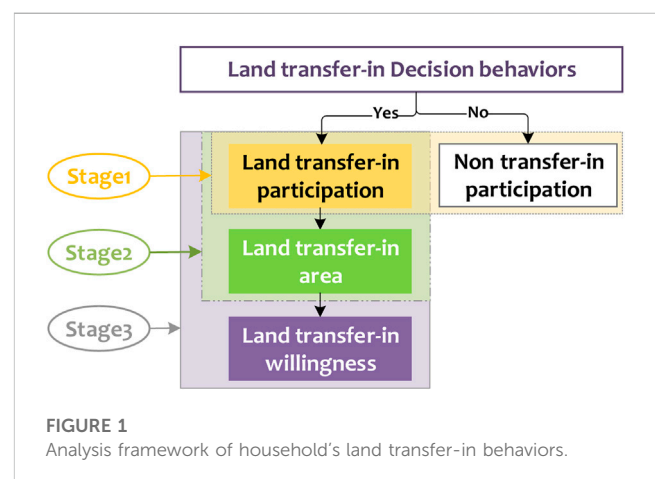 Land transfer-in Decision behaviors
Yes No
Stage1
Land transfer-in
participation
Non transfer-in
participation
Stage2
Land transfer-in
area
Stage3
Land transfer-in
willingness
FIGURE 1
Analysis framework of household's land transfer-in behaviors.